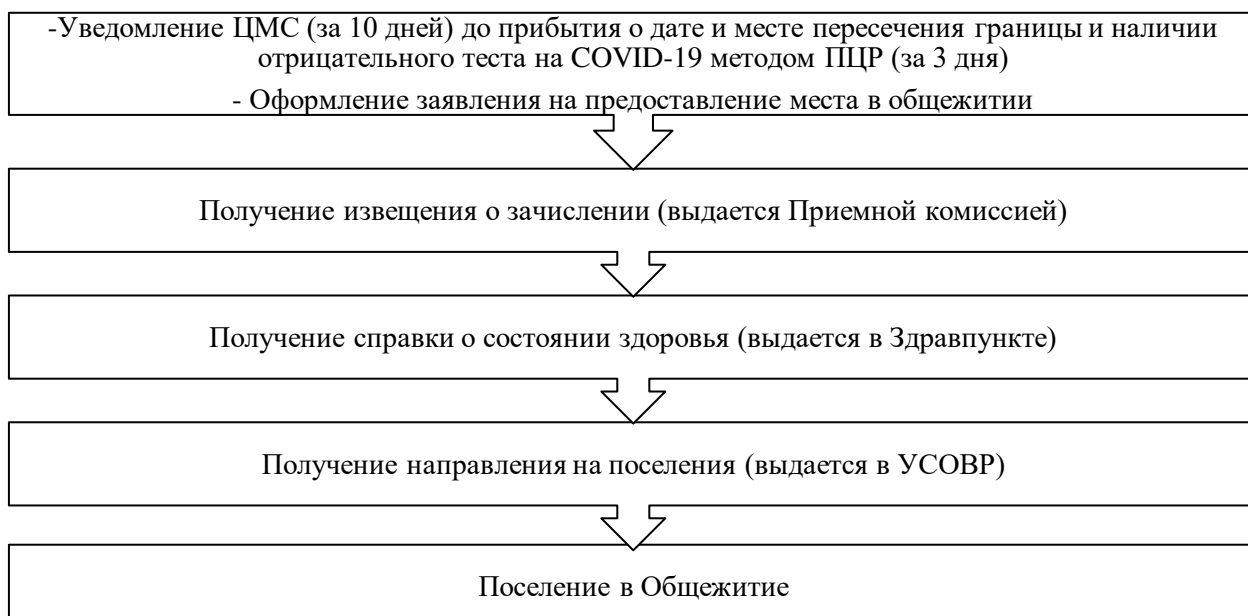 -Уведомление ЦМС (за 10 дней) до прибытия о дате и месте пересечения границы и наличии
отрицательного теста на COVID-19 методом ПЦР (за 3 дня)
- Оформление заявления на предоставление места в общежитии
Получение извещения о зачислении (выдается Приемной комиссией)
Получение справки о состоянии здоровья (выдается в Здравпункте)
Получение направления на поселения (выдается в УСОВР)
Поселение в Общежитие